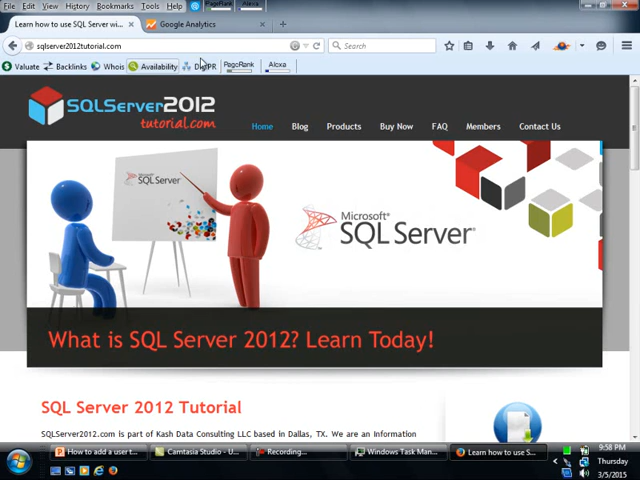 File Edit View History Bookmarks Tools Help PageRank Alexa
Learn how to use SQL Server wi... × Google Analytics × +
sqlserver2012tutorial.com Search
Valuate Backlinks Whois Availability PageRank Alexa
SQLServer2012
tutorial.com
Home Blog Products Buy Now FAQ Members Contact Us
Microsoft®
SQL Server
Microsoft®
SQL Server®
What is SQL Server 2012? Learn Today!
SQL Server 2012 Tutorial
SQLServer2012.com is part of Kash Data Consulting LLC based in Dallas, TX. We are an Information
How to add a user t... Camtasia Studio - U... Recording... Windows Task Man... Learn how to use S...
9:58 PM
Thursday
3/5/2015